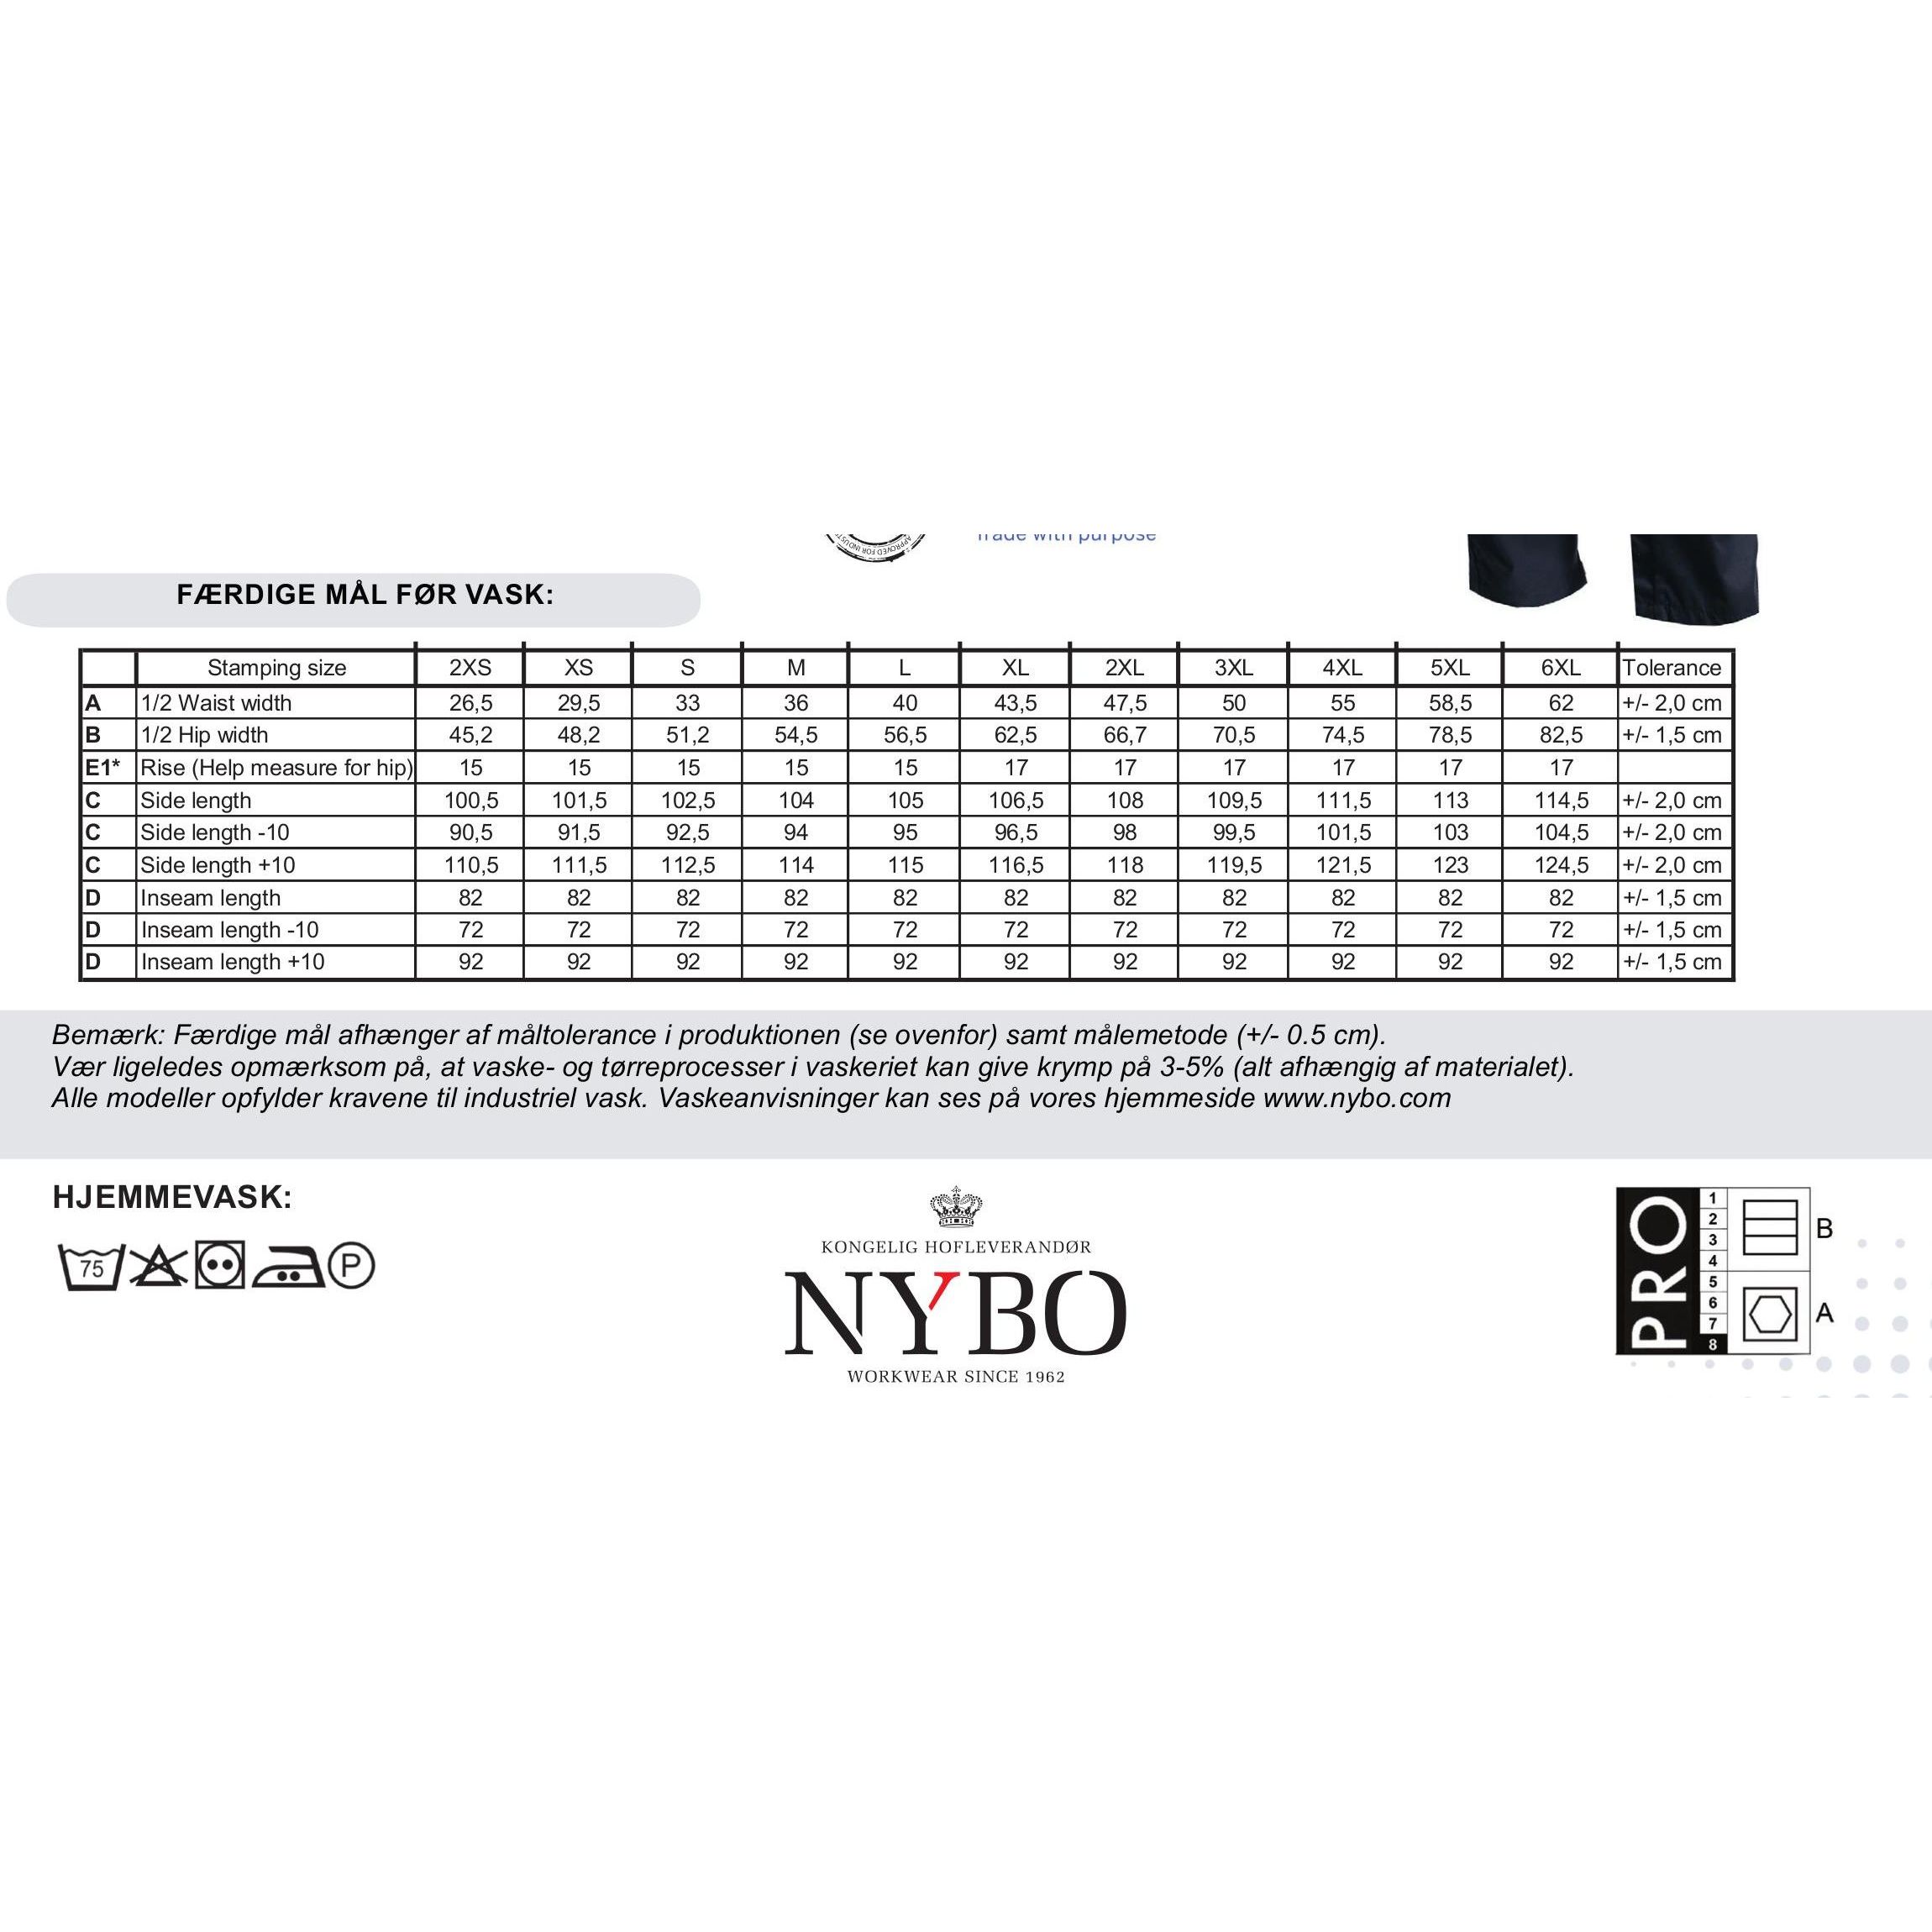 APPROVED FOR INDUST
Trade with purpose
FÆRDIGE MÅL FØR VASK:
Stamping size 2XS XS S M L XL 2XL 3XL 4XL 5XL 6XL Tolerance
A 1/2 Waist width 26,5 29,5 33 36 40 43,5 47,5 50 55 58,5 62 +/- 2,0 cm
B 1/2 Hip width 45,2 48,2 51,2 54,5 56,5 62,5 66,7 70,5 74,5 78,5 82,5 +/- 1,5 cm
E1* Rise (Help measure for hip) 15 15 15 15 15 17 17 17 17 17 17
C Side length 100,5 101,5 102,5 104 105 106,5 108 109,5 111,5 113 114,5 +/- 2,0 cm
C Side length -10 90,5 91,5 92,5 94 95 96,5 98 99,5 101,5 103 104,5 +/- 2,0 cm
C Side length +10 110,5 111,5 112,5 114 115 116,5 118 119,5 121,5 123 124,5 +/- 2,0 cm
D Inseam length 82 82 82 82 82 82 82 82 82 82 82 +/- 1,5 cm
D Inseam length -10 72 72 72 72 72 72 72 72 72 72 72 +/- 1,5 cm
D Inseam length +10 92 92 92 92 92 92 92 92 92 92 92 +/- 1,5 cm
Bemærk: Færdige mål afhænger af måltolerance i produktionen (se ovenfor) samt målemetode (+/- 0.5 cm).
Vær ligeledes opmærksom på, at vaske- og tørreprocesser i vaskeriet kan give krymp på 3-5% (alt afhængig af materialet).
Alle modeller opfylder kravene til industriel vask. Vaskeanvisninger kan ses på vores hjemmeside www.nybo.com
HJEMMEVASK:
75 P
KONGELIG HOFLEVERANDØR
NYBO
WORKWEAR SINCE 1962
PRO
1
2
3
4
5
6
7
8
B
A